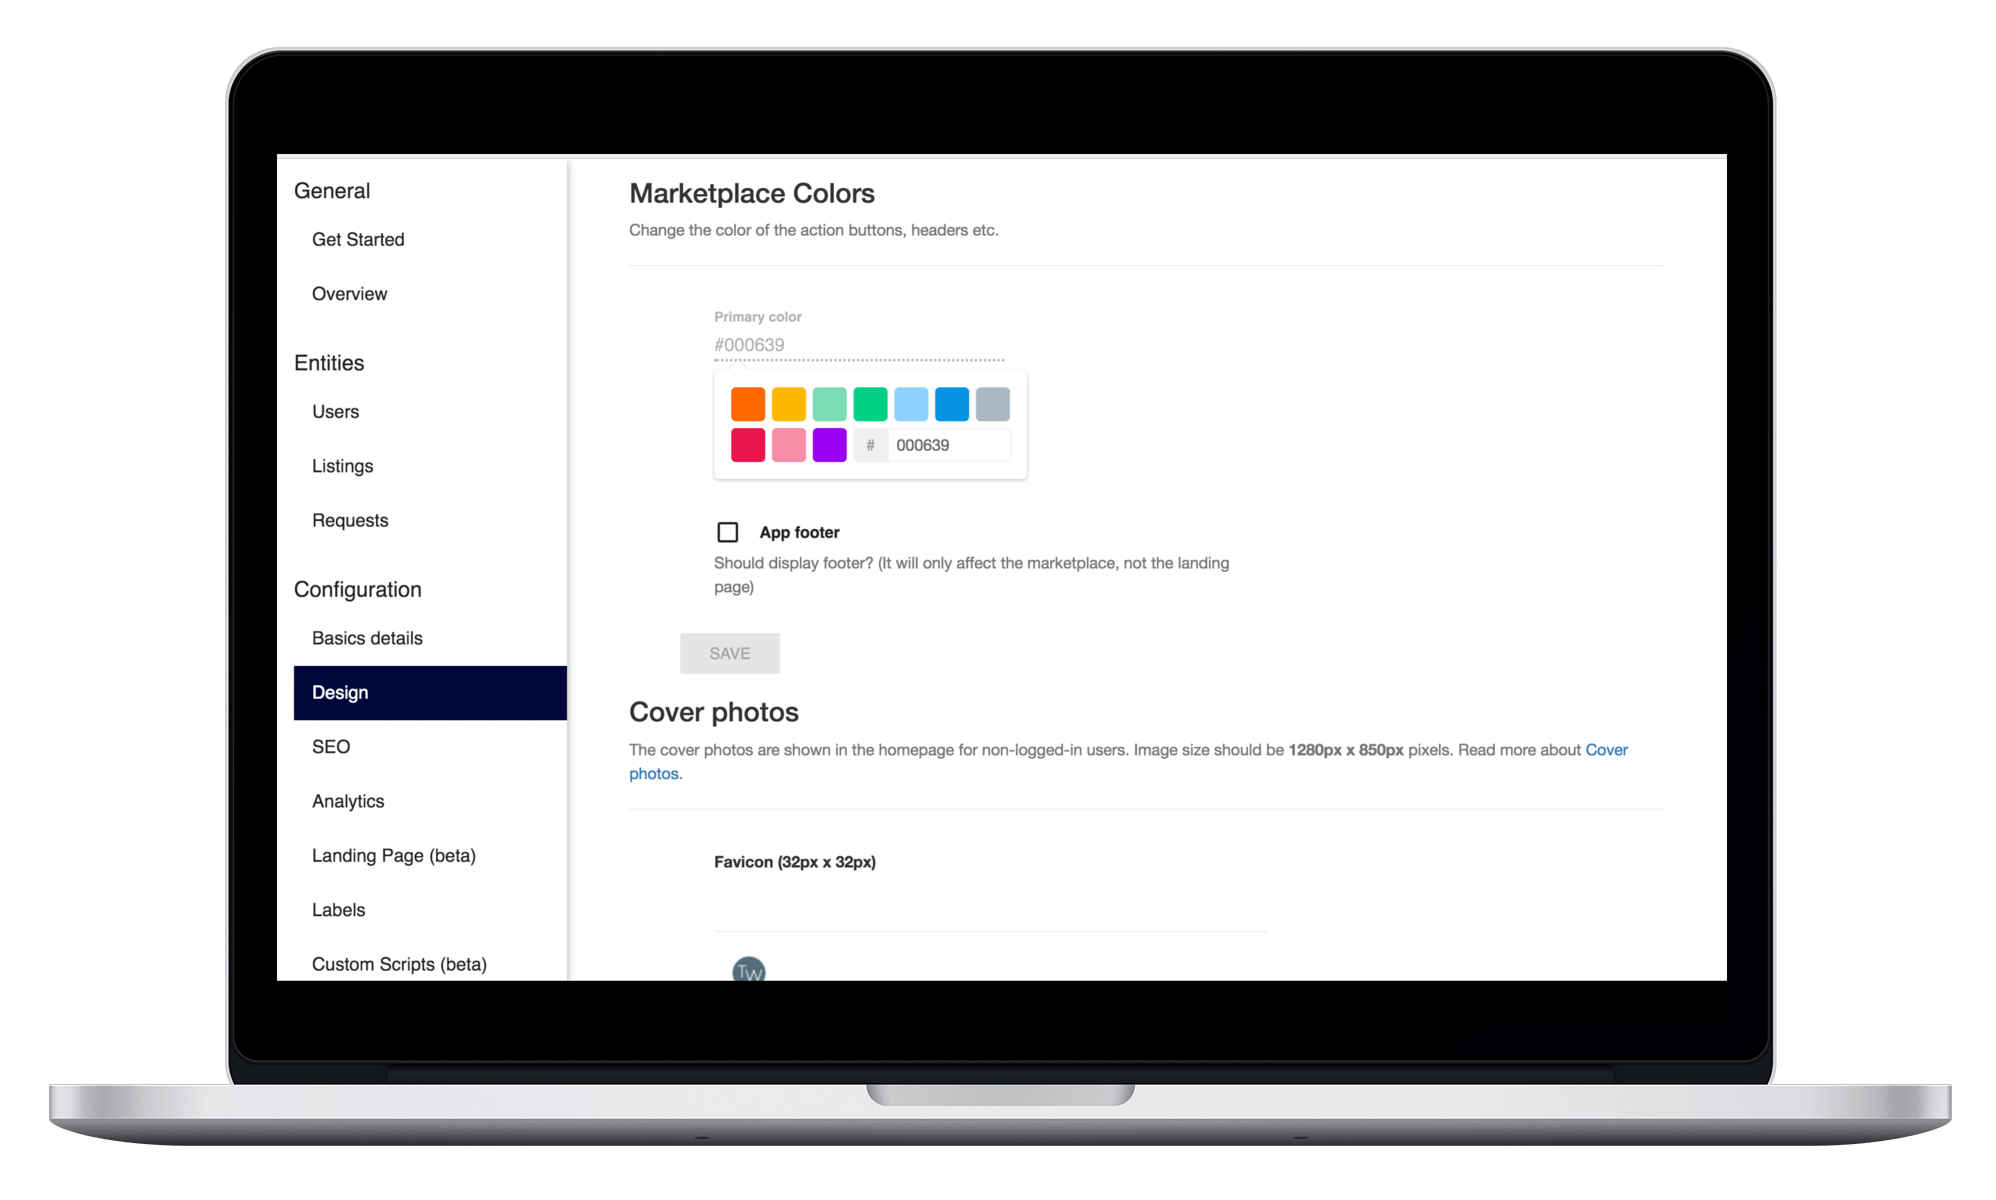 General
Get Started
Overview
Entities
Users
Listings
Requests
Configuration
Basics details
Design
SEO
Analytics
Landing Page (beta)
Labels
Custom Scripts (beta)
Marketplace Colors
Change the color of the action buttons, headers etc.
Primary color
#000639
# 000639
App footer
Should display footer? (It will only affect the marketplace, not the landing
page)
SAVE
Cover photos
The cover photos are shown in the homepage for non-logged-in users. Image size should be 1280px x 850px pixels. Read more about Cover
photos.
Favicon (32px x 32px)
TW